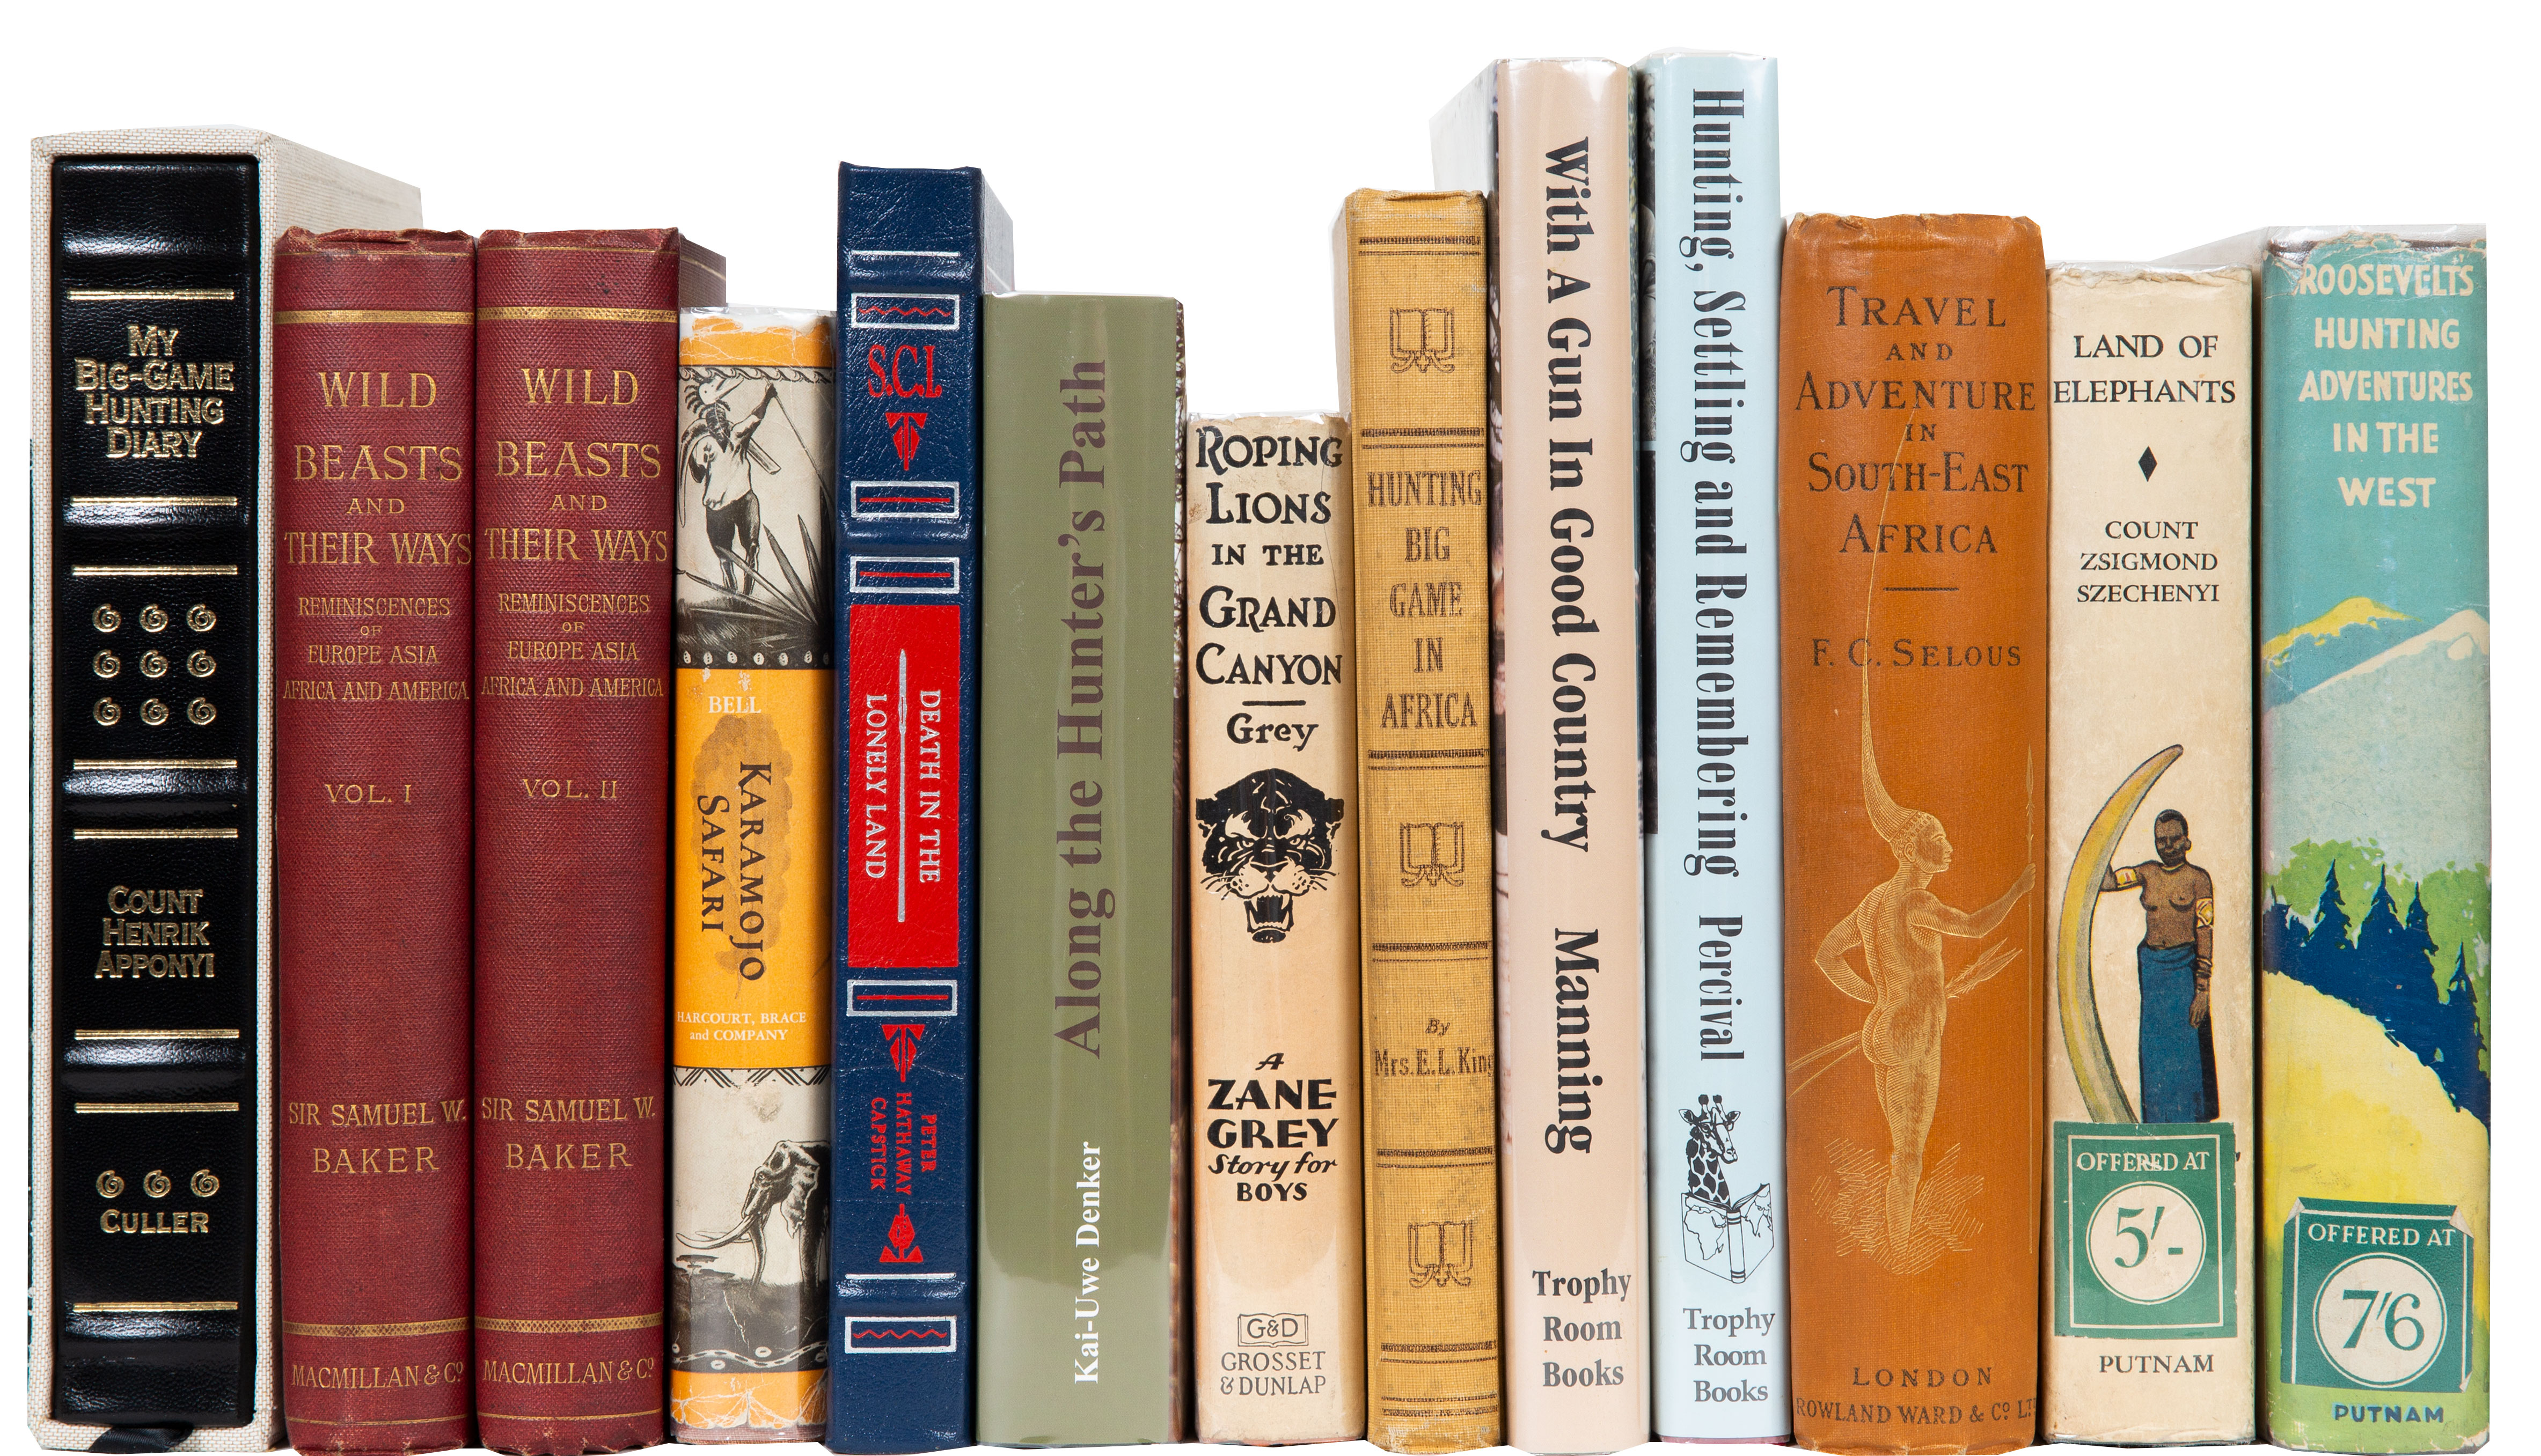 MY
BIG-GAME
HUNTING
DIARY
COUNT
HENRIK
APPONYI
CULLER
WILD
BEASTS
AND
THEIR WAYS
REMINISCENCES
OF
EUROPE ASIA
AFRICA AND AMERICA
VOL. I
SIR SAMUEL W.
BAKER
MACMILLAN & Co.
WILD
BEASTS
AND
THEIR WAYS
REMINISCENCES
OF
EUROPE ASIA
AFRICA AND AMERICA
VOL. II
SIR SAMUEL W.
BAKER
MACMILLAN & Co.
BELL
KARAMOJO
SAFARI
HARCOURT, BRACE
and COMPANY
S.C.I.
DEATH IN THE
LONELY LAND
PETER
HATHAWAY
CAPSTICK
Along the Hunter's Path
Kai-Uwe Denker
ROPING
LIONS
IN THE
GRAND
CANYON
Grey
A
ZANE
GREY
Story for
BOYS
G&D
GROSSET
& DUNLAP
HUNTING
BIG
GAME
IN
AFRICA
By
Mrs. E. L. King
With A Gun In Good Country Manning
Trophy
Room
Books
Hunting, Settling and Remembering Percival
Trophy
Room
Books
TRAVEL
AND
ADVENTURE
IN
SOUTH-EAST
AFRICA
F. C. SELOUS
LONDON
ROWLAND WARD & Co. LTD
LAND OF
ELEPHANTS
COUNT
ZSIGMOND
SZECHENYI
OFFERED AT
5/-
PUTNAM
ROOSEVELT'S
HUNTING
ADVENTURES
IN THE
WEST
OFFERED AT
7/6
PUTNAM